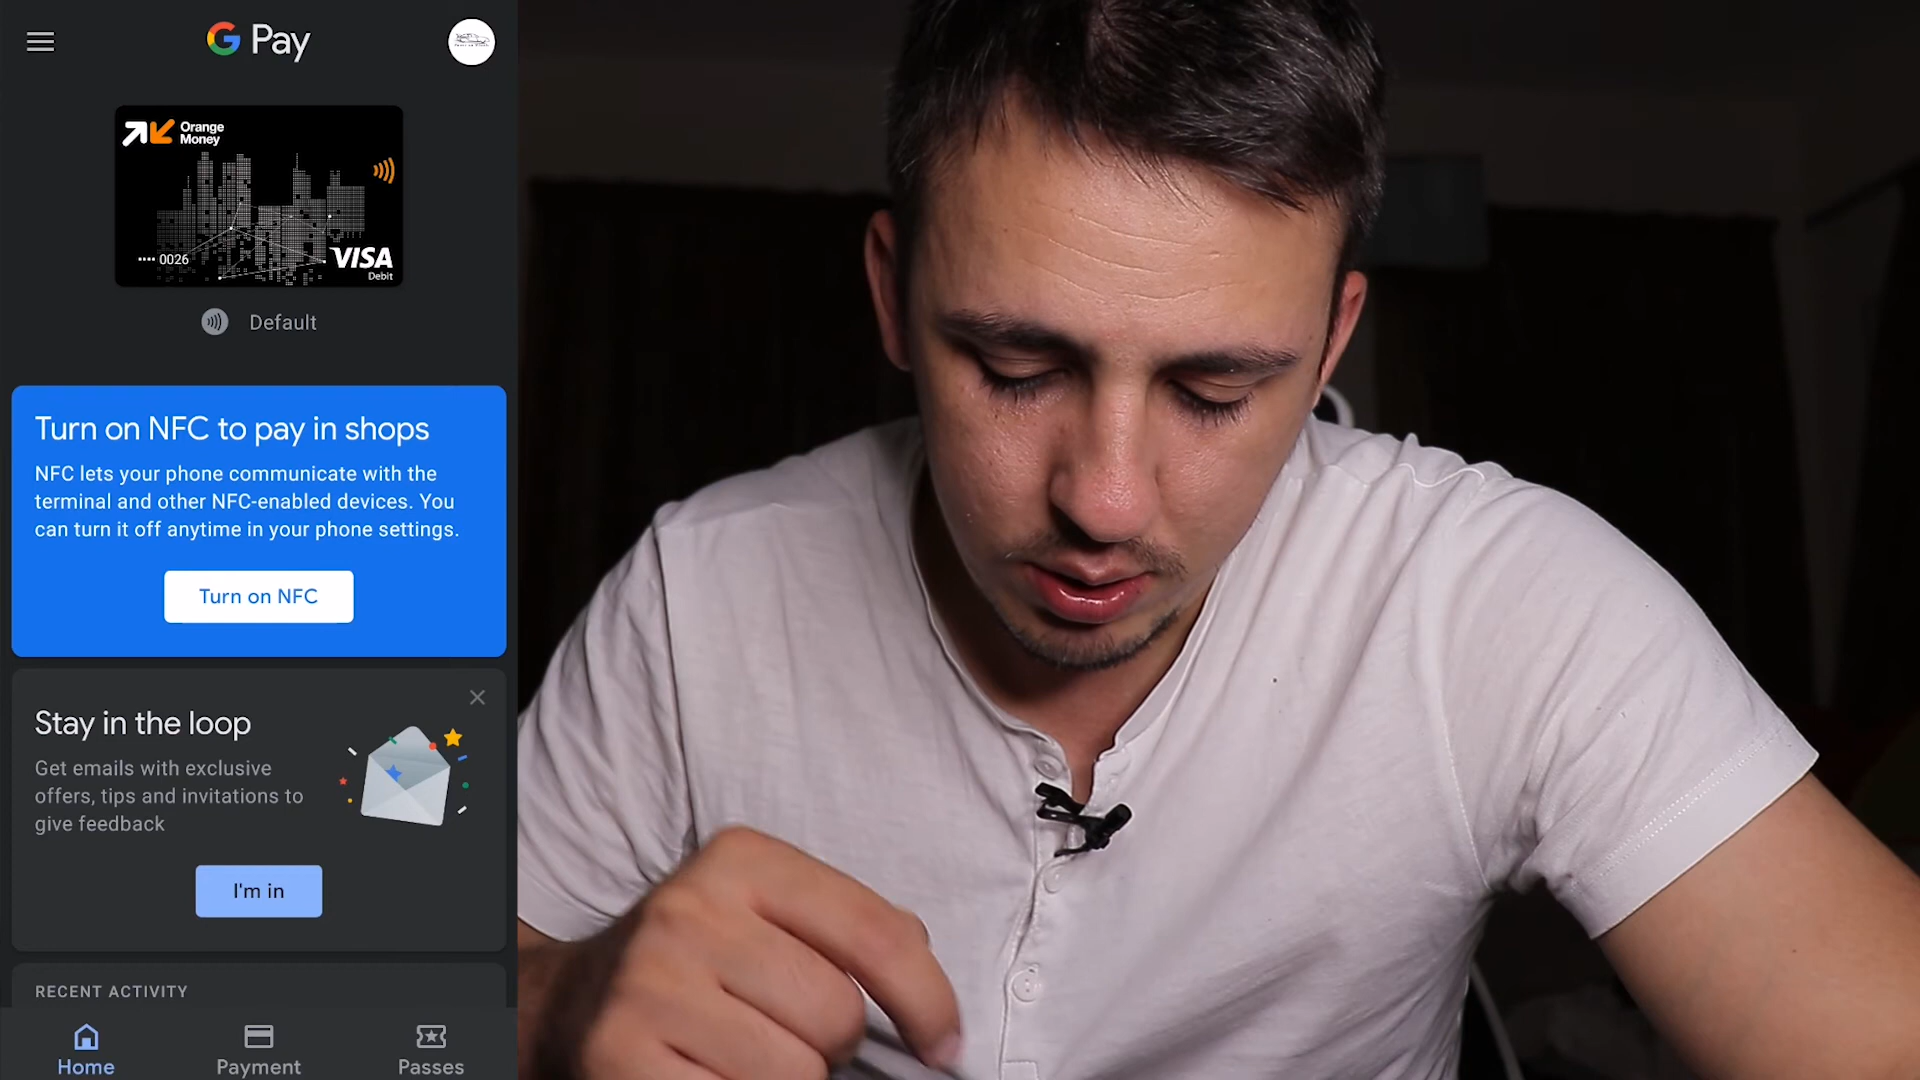 G Pay
Orange
Money
•••• 0026
VISA
Debit
Default
Turn on NFC to pay in shops
NFC lets your phone communicate with the
terminal and other NFC-enabled devices. You
can turn it off anytime in your phone settings.
Turn on NFC
Stay in the loop
Get emails with exclusive
offers, tips and invitations to
give feedback
I'm in
RECENT ACTIVITY
Home
Payment
Passes